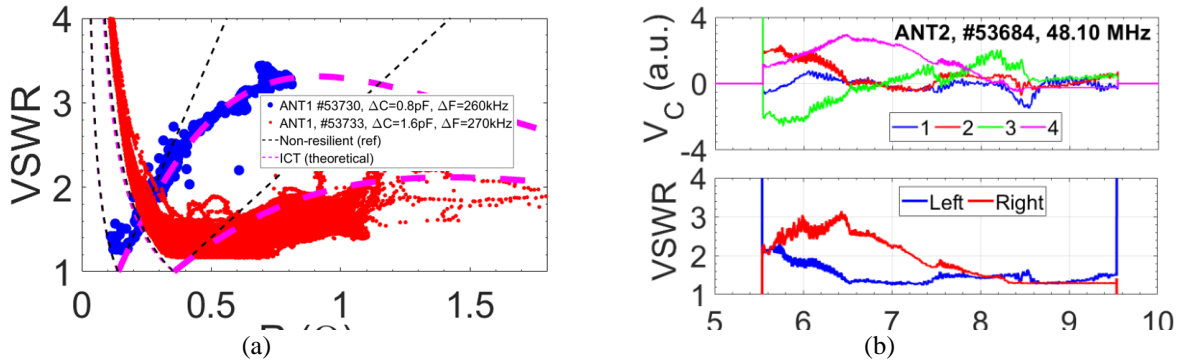 4
3
2
1
VSWR
ANT1 #53730, ΔC=0.8pF, ΔF=260kHz
ANT1, #53733, ΔC=1.6pF, ΔF=270kHz
Non-resilient (ref)
ICT (theoretical)
0
0.5
1
1.5
(a)
4
0
-4
V_C (a.u.)
ANT2, #53684, 48.10 MHz
1 2 3 4
4
3
2
1
VSWR
Left Right
5 6 7 8 9 10
(b)